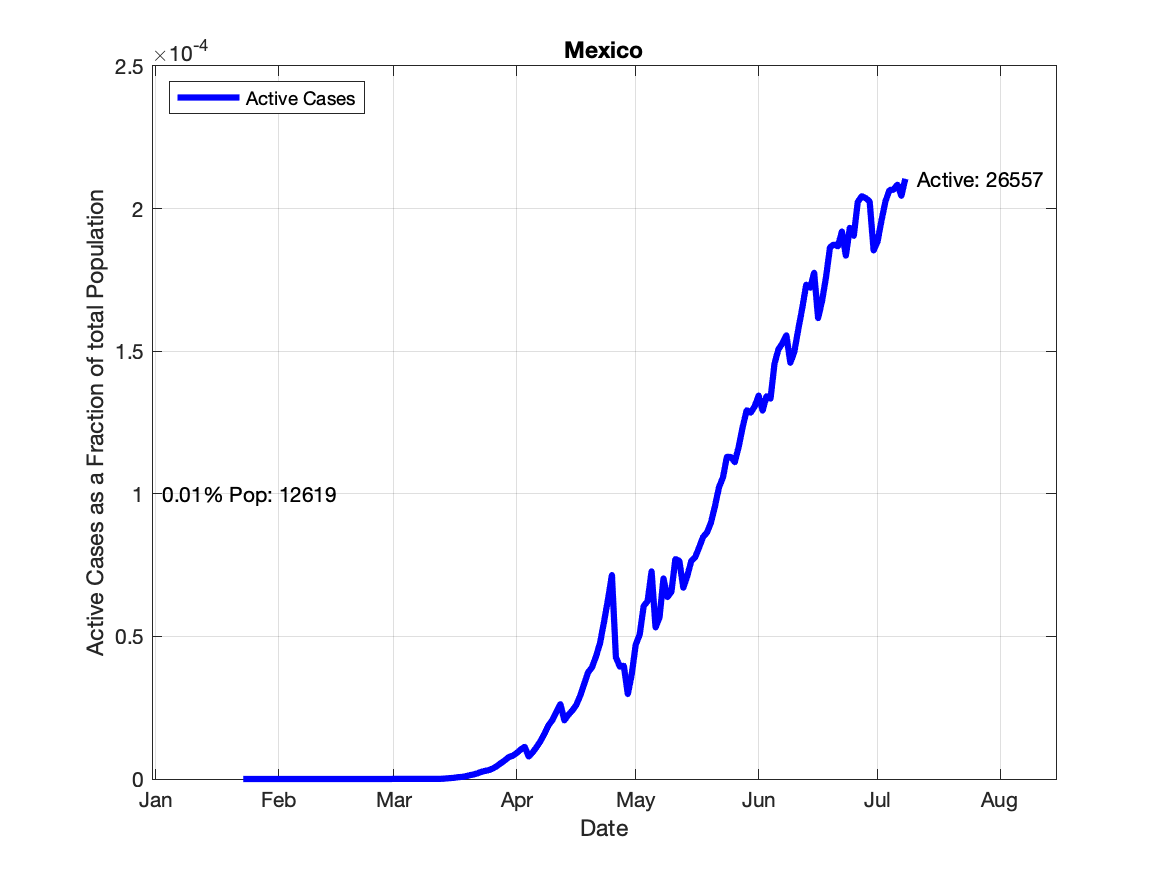 Mexico
×10-4
2.5
2
1.5
1
0.5
0
Active Cases
Active: 26557
0.01% Pop: 12619
Active Cases as a Fraction of total Population
Jan Feb Mar Apr May Jun Jul Aug
Date